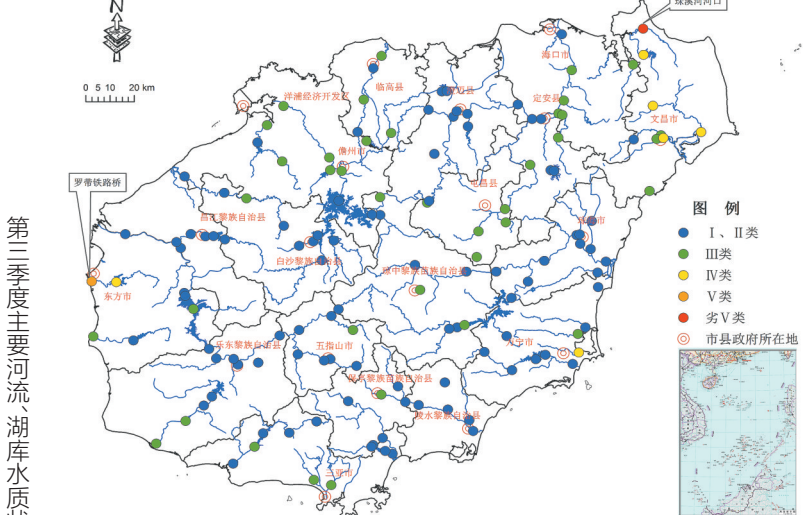 N
0 5 10 20 km
珠溪河河口
海口市
临高县
洋浦经济开发区
澄迈县
定安县
文昌市
儋州市
罗带铁路桥
屯昌县
昌江黎族自治县
琼海市
白沙黎族自治县
琼中黎族苗族自治县
东方市
乐东黎族自治县
五指山市
万宁市
保亭黎族苗族自治县
陵水黎族自治县
三亚市
图 例
Ⅰ、Ⅱ类
Ⅲ类
Ⅳ类
Ⅴ类
劣Ⅴ类
市县政府所在地
第三季度主要河流、湖库水质状